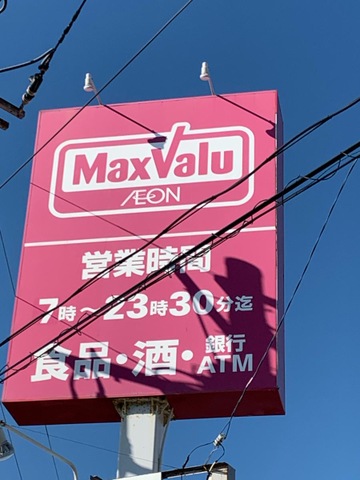 MaxValu
ÆON
営業時間
7時～23時30分迄
食品・酒・銀行ATM